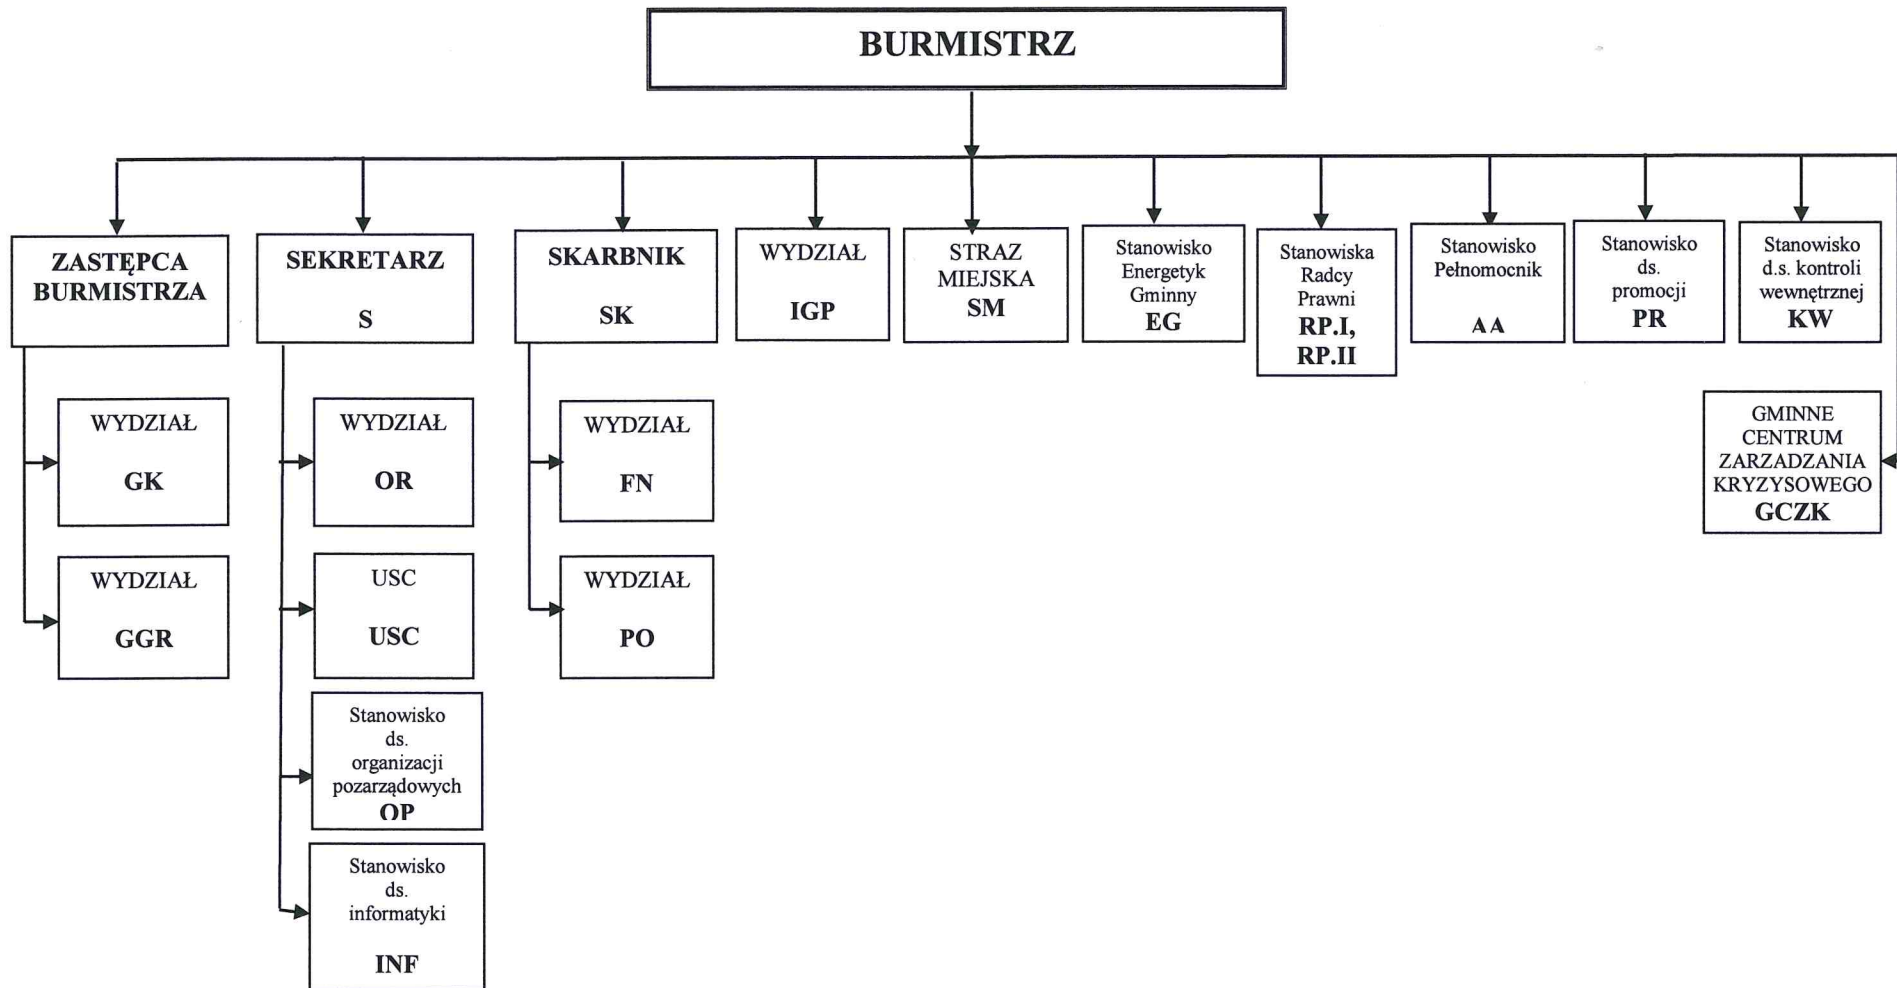 BURMISTRZ
ZASTĘPCA
BURMISTRZA
SEKRETARZ
S
SKARBNIK
SK
WYDZIAŁ
IGP
STRAZ
MIEJSKA
SM
Stanowisko
Energetyk
Gminny
EG
Stanowiska
Radcy
Prawni
RP.I,
RP.II
Stanowisko
Pełnomocnik
AA
Stanowisko
ds.
promocji
PR
Stanowisko
d.s. kontroli
wewnętrznej
KW
WYDZIAŁ
GK
WYDZIAŁ
GGR
WYDZIAŁ
OR
USC
USC
Stanowisko
ds.
organizacji
pozarządowych
OP
Stanowisko
ds.
informatyki
INF
WYDZIAŁ
FN
WYDZIAŁ
PO
GMINNE
CENTRUM
ZARZADZANIA
KRYZYSOWEGO
GCZK